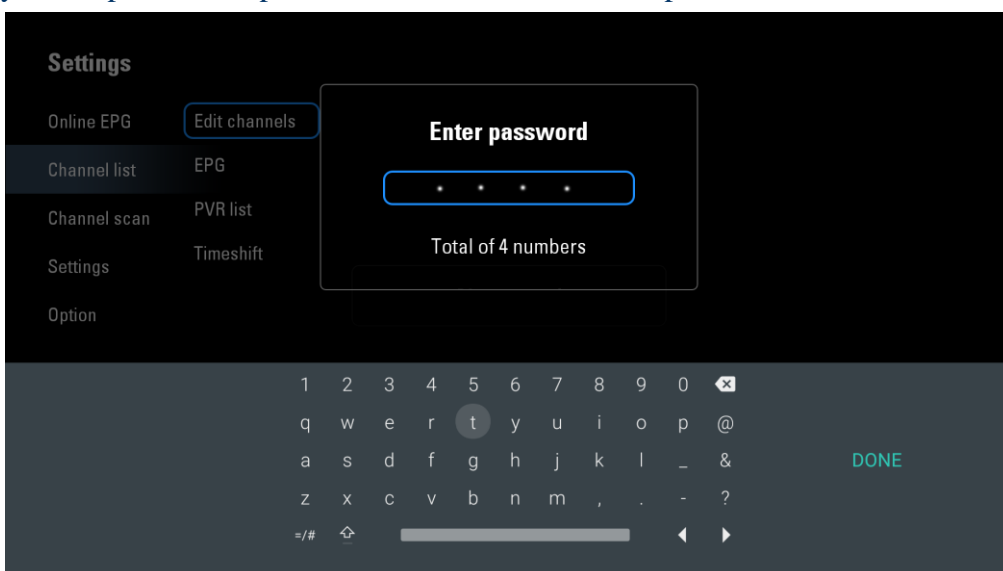 Settings
Online EPG
Channel list
Channel scan
Settings
Option
Edit channels
EPG
PVR list
Timeshift
Enter password
Total of 4 numbers
1 2 3 4 5 6 7 8 9 0
q w e r t y u i o p @
a s d f g h j k l _ &
z x c v b n m , . - ?
=/#
DONE